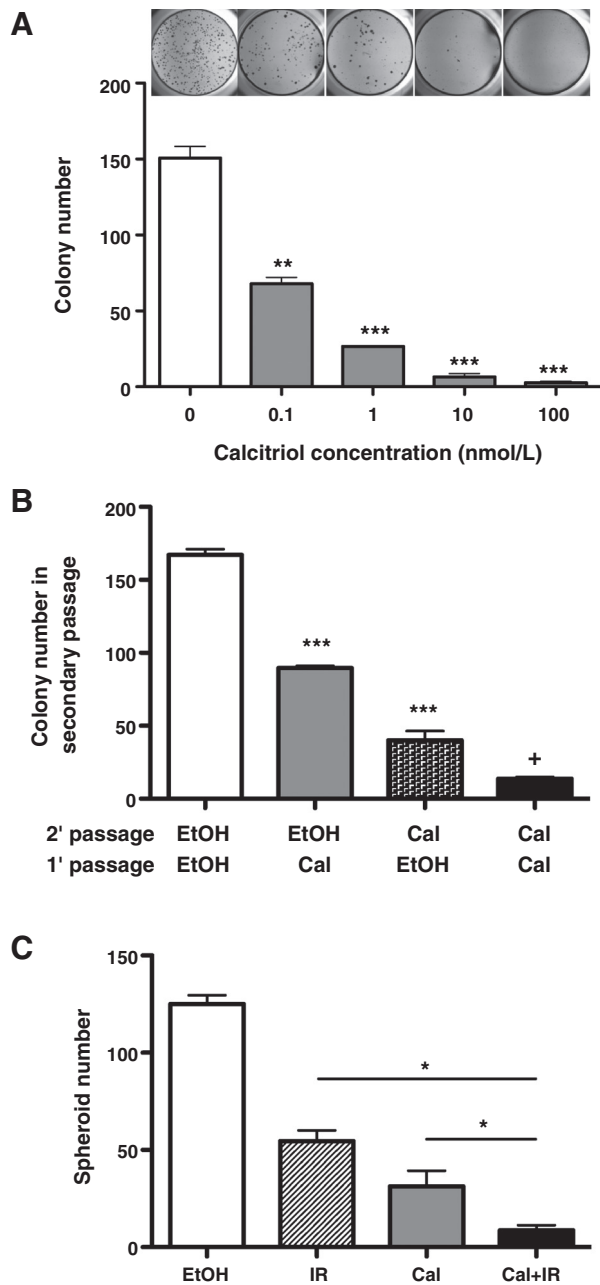 A
200
150
100
50
0
Colony number
**
***
***
***
0 0.1 1 10 100
Calcitriol concentration (nmol/L)
B
200
150
100
50
0
Colony number in
secondary passage
***
***
+
2' passage EtOH EtOH Cal Cal
1' passage EtOH Cal EtOH Cal
C
150
100
50
0
Spheroid number
*
*
EtOH IR Cal Cal+IR